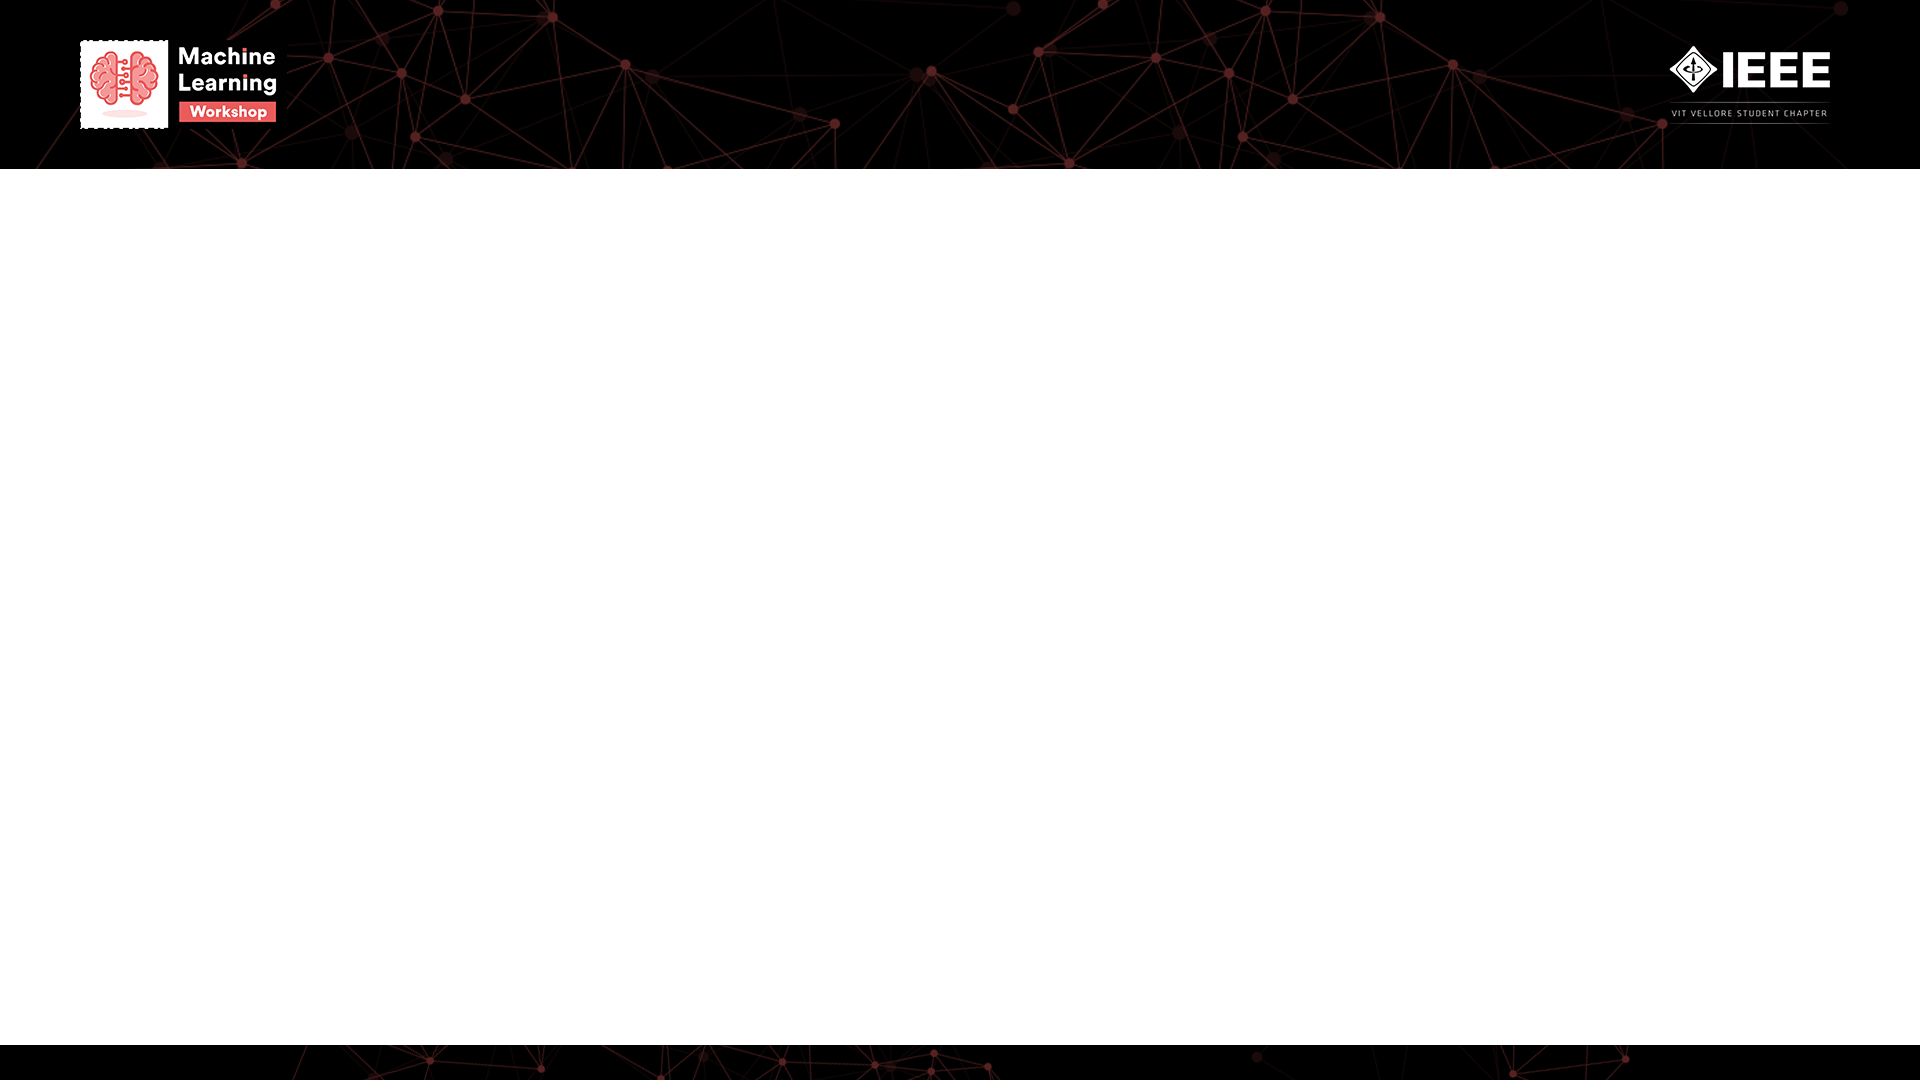 Machine
Learning
Workshop
IEEE
VIT VELLORE STUDENT CHAPTER